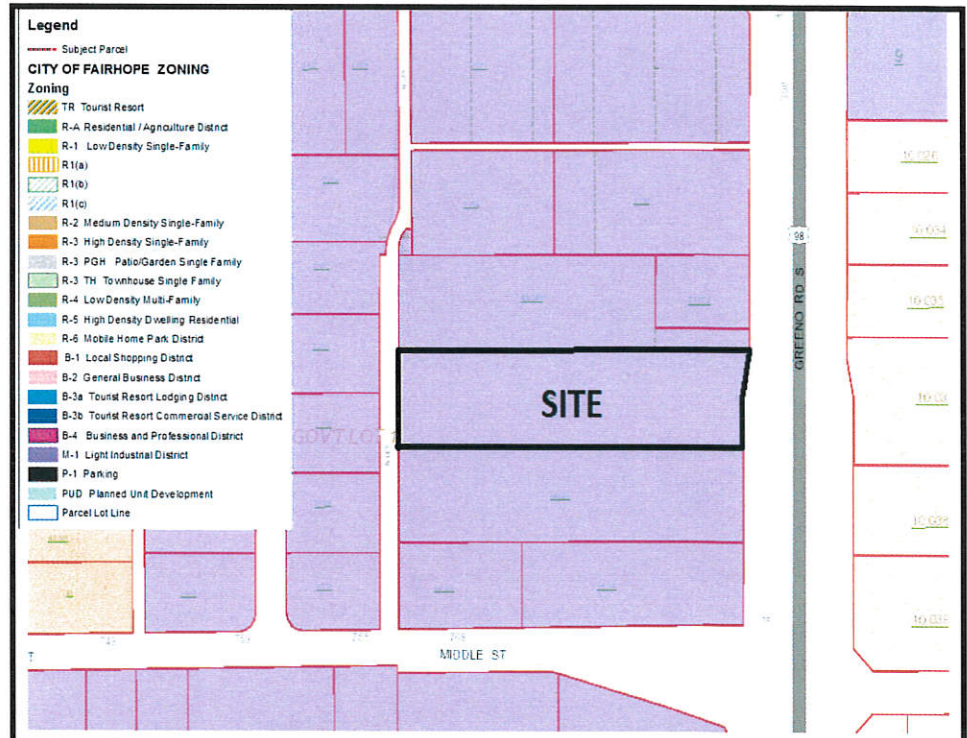 Legend
Subject Parcel
CITY OF FAIRHOPE ZONING
Zoning
TR Tourist Resort
R-A Residential / Agriculture District
R-1 Low Density Single-Family
R1(a)
R1(b)
R1(c)
R-2 Medium Density Single-Family
R-3 High Density Single-Family
R-3 PGH Patio/Garden Single Family
R-3 TH Townhouse Single Family
R-4 Low Density Multi-Family
R-5 High Density Dwelling Residential
R-6 Mobile Home Park District
B-1 Local Shopping District
B-2 General Business District
B-3a Tourist Resort Lodging District
B-3b Tourist Resort Commercial Service District
B-4 Business and Professional District
M-1 Light Industrial District
P-1 Parking
PUD Planned Unit Development
Parcel Lot Line
98
GREENO RD S
SITE
GOVT LOT
MIDDLE ST